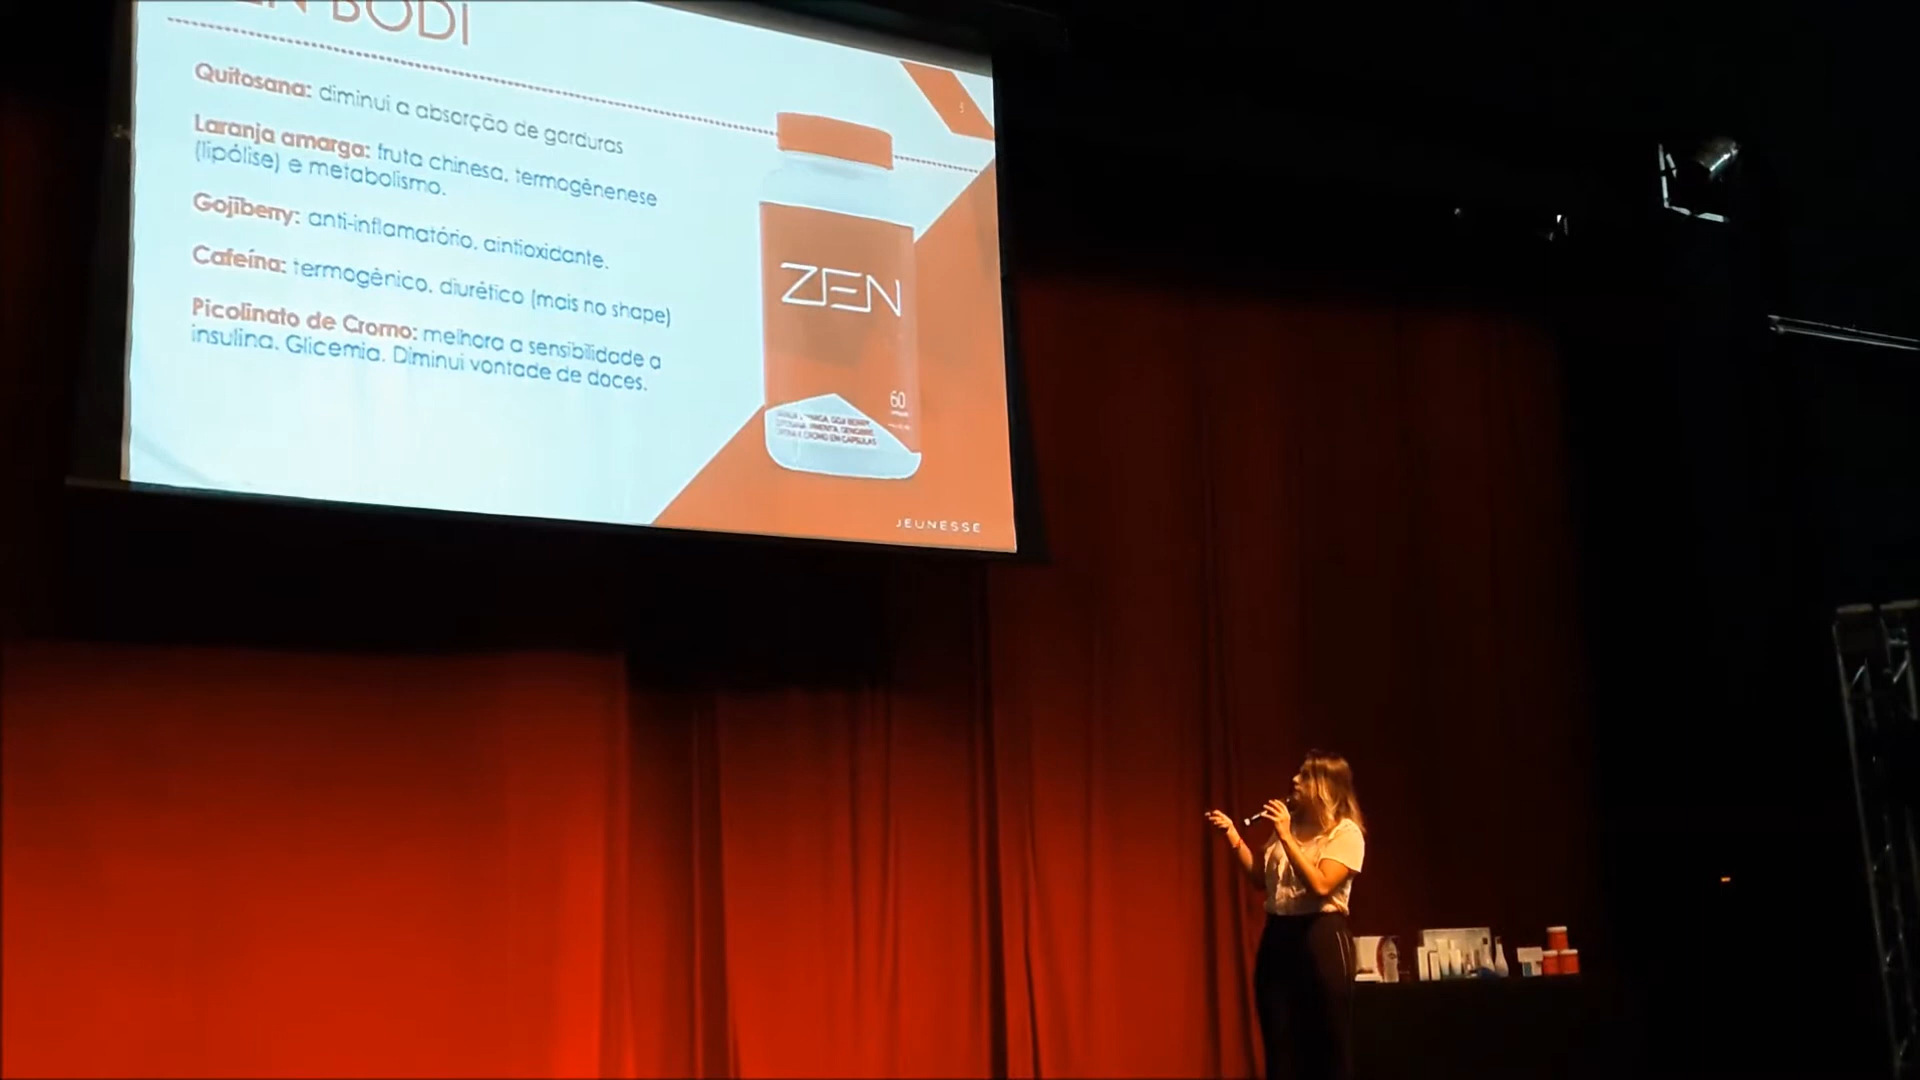 BODI
Quitosana: diminui a absorção de gorduras
Laranja amarga: fruta chinesa, termogênenese
(lipólise) e metabolismo.
Gojiberry: anti-inflamatório, aintioxidante.
Cafeína: termogênico, diurético (mais no shape)
Picolinato de Cromo: melhora a sensibilidade a
insulina. Glicemia. Diminui vontade de doces.
ZEN
60
JEUNESSE